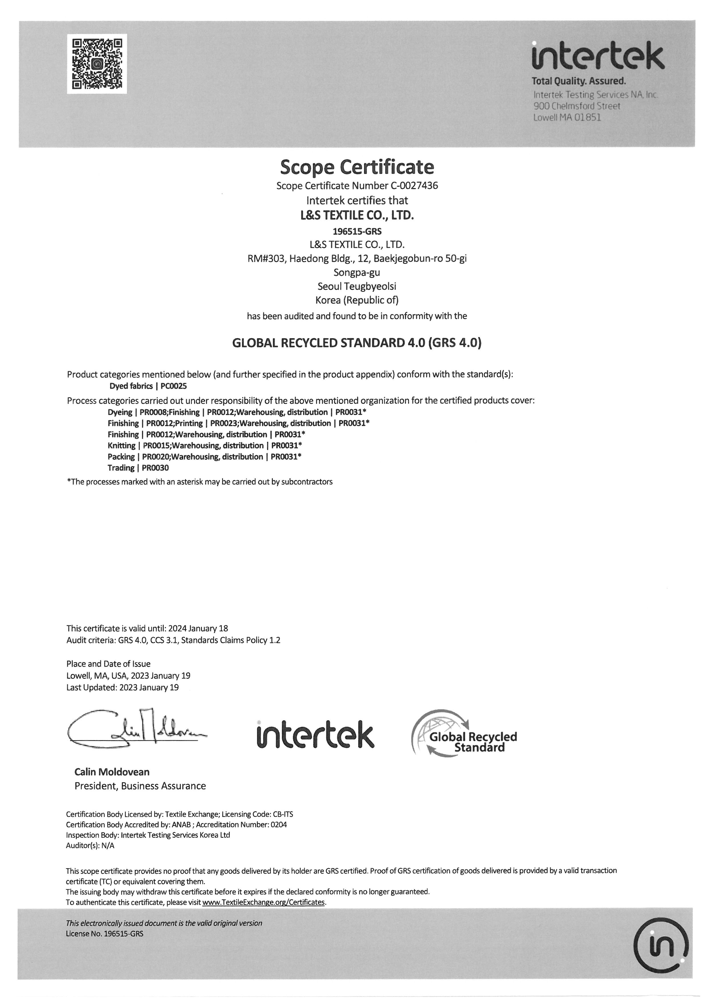 intertek
Total Quality. Assured.
Intertek Testing Services NA, Inc.
900 Chelmsford Street
Lowell MA 01851
in
Scope Certificate
Scope Certificate Number C-0027436
Intertek certifies that
L&S TEXTILE CO., LTD.
196515-GRS
L&S TEXTILE CO., LTD.
RM#303, Haedong Bldg., 12, Baekjegobun-ro 50-gi
Songpa-gu
Seoul Teugbyeolsi
Korea (Republic of)
has been audited and found to be in conformity with the
GLOBAL RECYCLED STANDARD 4.0 (GRS 4.0)
Product categories mentioned below (and further specified in the product appendix) conform with the standard(s):
Dyed fabrics | PC0025
Process categories carried out under responsibility of the above mentioned organization for the certified products cover:
Dyeing | PR0008;Finishing | PR0012;Warehousing, distribution | PR0031*
Finishing | PR0012;Printing | PR0023;Warehousing, distribution | PR0031*
Finishing | PR0012;Warehousing, distribution | PR0031*
Knitting | PR0015;Warehousing, distribution | PR0031*
Packing | PR0020;Warehousing, distribution | PR0031*
Trading | PR0030
*The processes marked with an asterisk may be carried out by subcontractors
This certificate is valid until: 2024 January 18
Audit criteria: GRS 4.0, CCS 3.1, Standards Claims Policy 1.2
Place and Date of Issue
Lowell, MA, USA, 2023 January 19
Last Updated: 2023 January 19
Calin Moldovean
intertek
Global Recycled
Standard
Calin Moldovean
President, Business Assurance
Certification Body Licensed by: Textile Exchange; Licensing Code: CB-ITS
Certification Body Accredited by: ANAB ; Accreditation Number: 0204
Inspection Body: Intertek Testing Services Korea Ltd
Auditor(s): N/A
This scope certificate provides no proof that any goods delivered by its holder are GRS certified. Proof of GRS certification of goods delivered is provided by a valid transaction
certificate (TC) or equivalent covering them.
The issuing body may withdraw this certificate before it expires if the declared conformity is no longer guaranteed.
To authenticate this certificate, please visit www.TextileExchange.org/Certificates.
This electronically issued document is the valid original version
License No. 196515-GRS
in